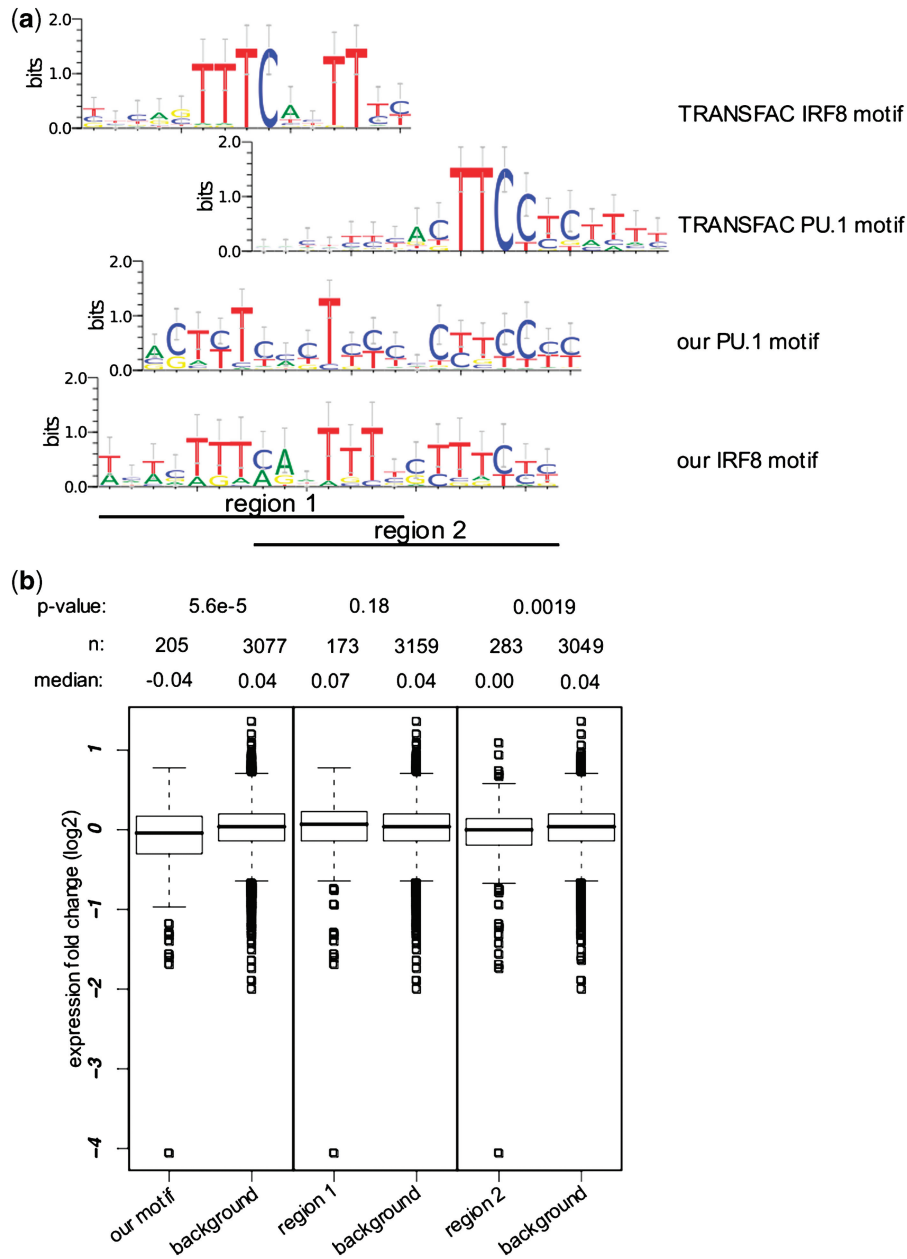 (a)
2.0
bits
1.0
0.0
TRANSFAC IRF8 motif
2.0
bits
1.0
0.0
TRANSFAC PU.1 motif
2.0
bits
1.0
0.0
our PU.1 motif
2.0
bits
1.0
0.0
our IRF8 motif
region 1
region 2
(b)
p-value: 5.6e-5 0.18 0.0019
n: 205 3077 173 3159 283 3049
median: -0.04 0.04 0.07 0.04 0.00 0.04
expression fold change (log2)
1
0
-1
-2
-3
-4
our motif background region 1 background region 2 background